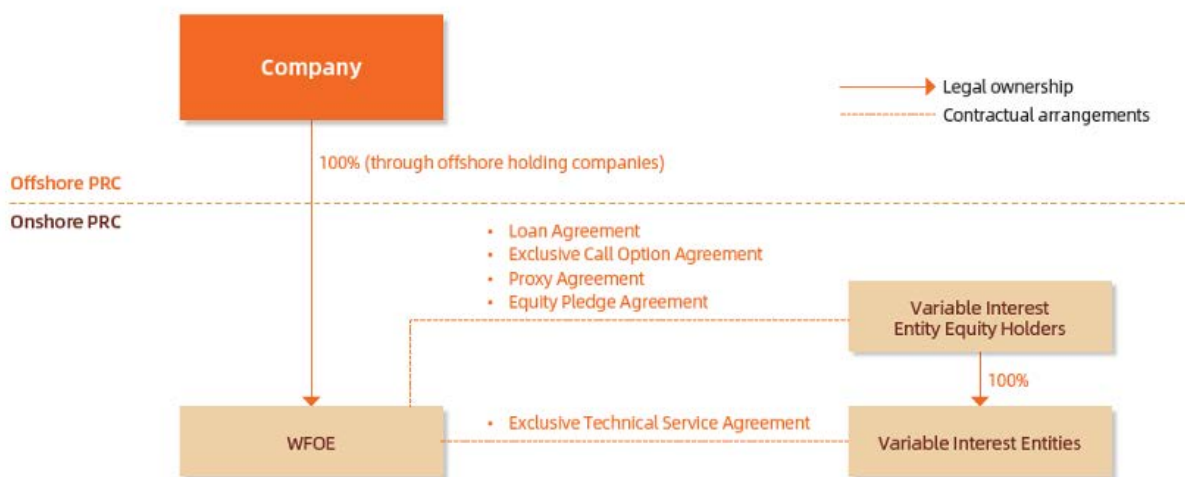 Company
Legal ownership
Contractual arrangements
100% (through offshore holding companies)
Offshore PRC
Onshore PRC
• Loan Agreement
• Exclusive Call Option Agreement
• Proxy Agreement
• Equity Pledge Agreement
Variable Interest
Entity Equity Holders
100%
WFOE
• Exclusive Technical Service Agreement
Variable Interest Entities